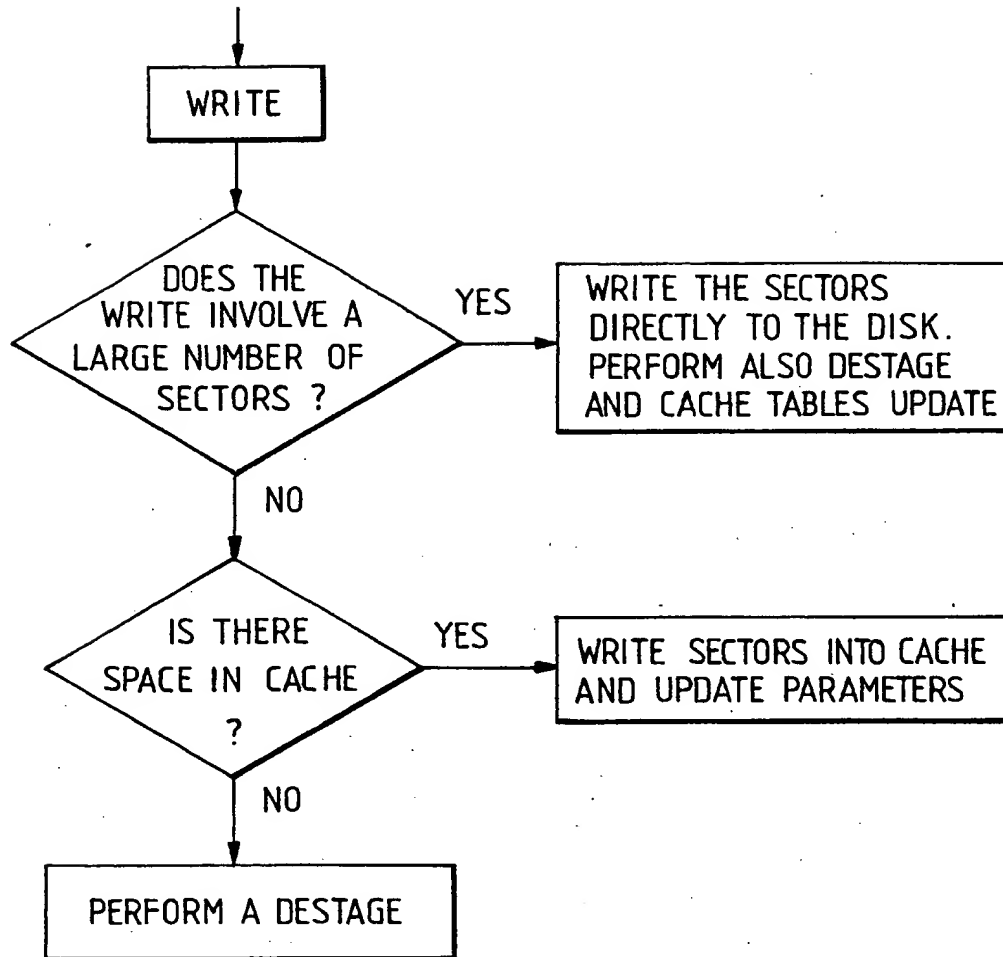 WRITE
DOES THE
WRITE INVOLVE A
LARGE NUMBER OF
SECTORS ?
YES
WRITE THE SECTORS
DIRECTLY TO THE DISK.
PERFORM ALSO DESTAGE
AND CACHE TABLES UPDATE
NO
IS THERE
SPACE IN CACHE
?
YES
WRITE SECTORS INTO CACHE
AND UPDATE PARAMETERS
NO
PERFORM A DESTAGE